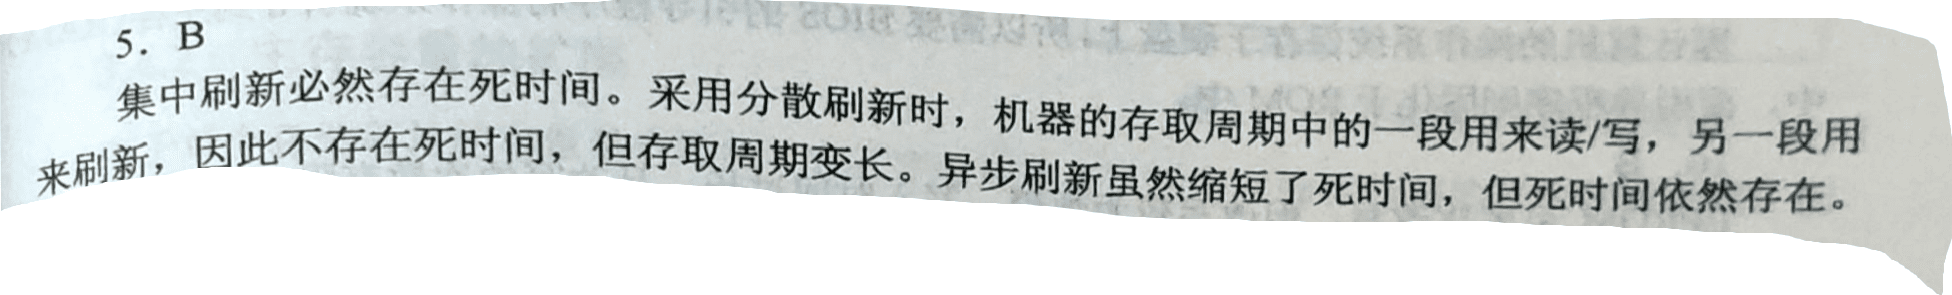 5. B
集中刷新必然存在死时间。采用分散刷新时，机器的存取周期中的一段用来读/写，另一段用
来刷新，因此不存在死时间，但存取周期变长。异步刷新虽然缩短了死时间，但死时间依然存在。